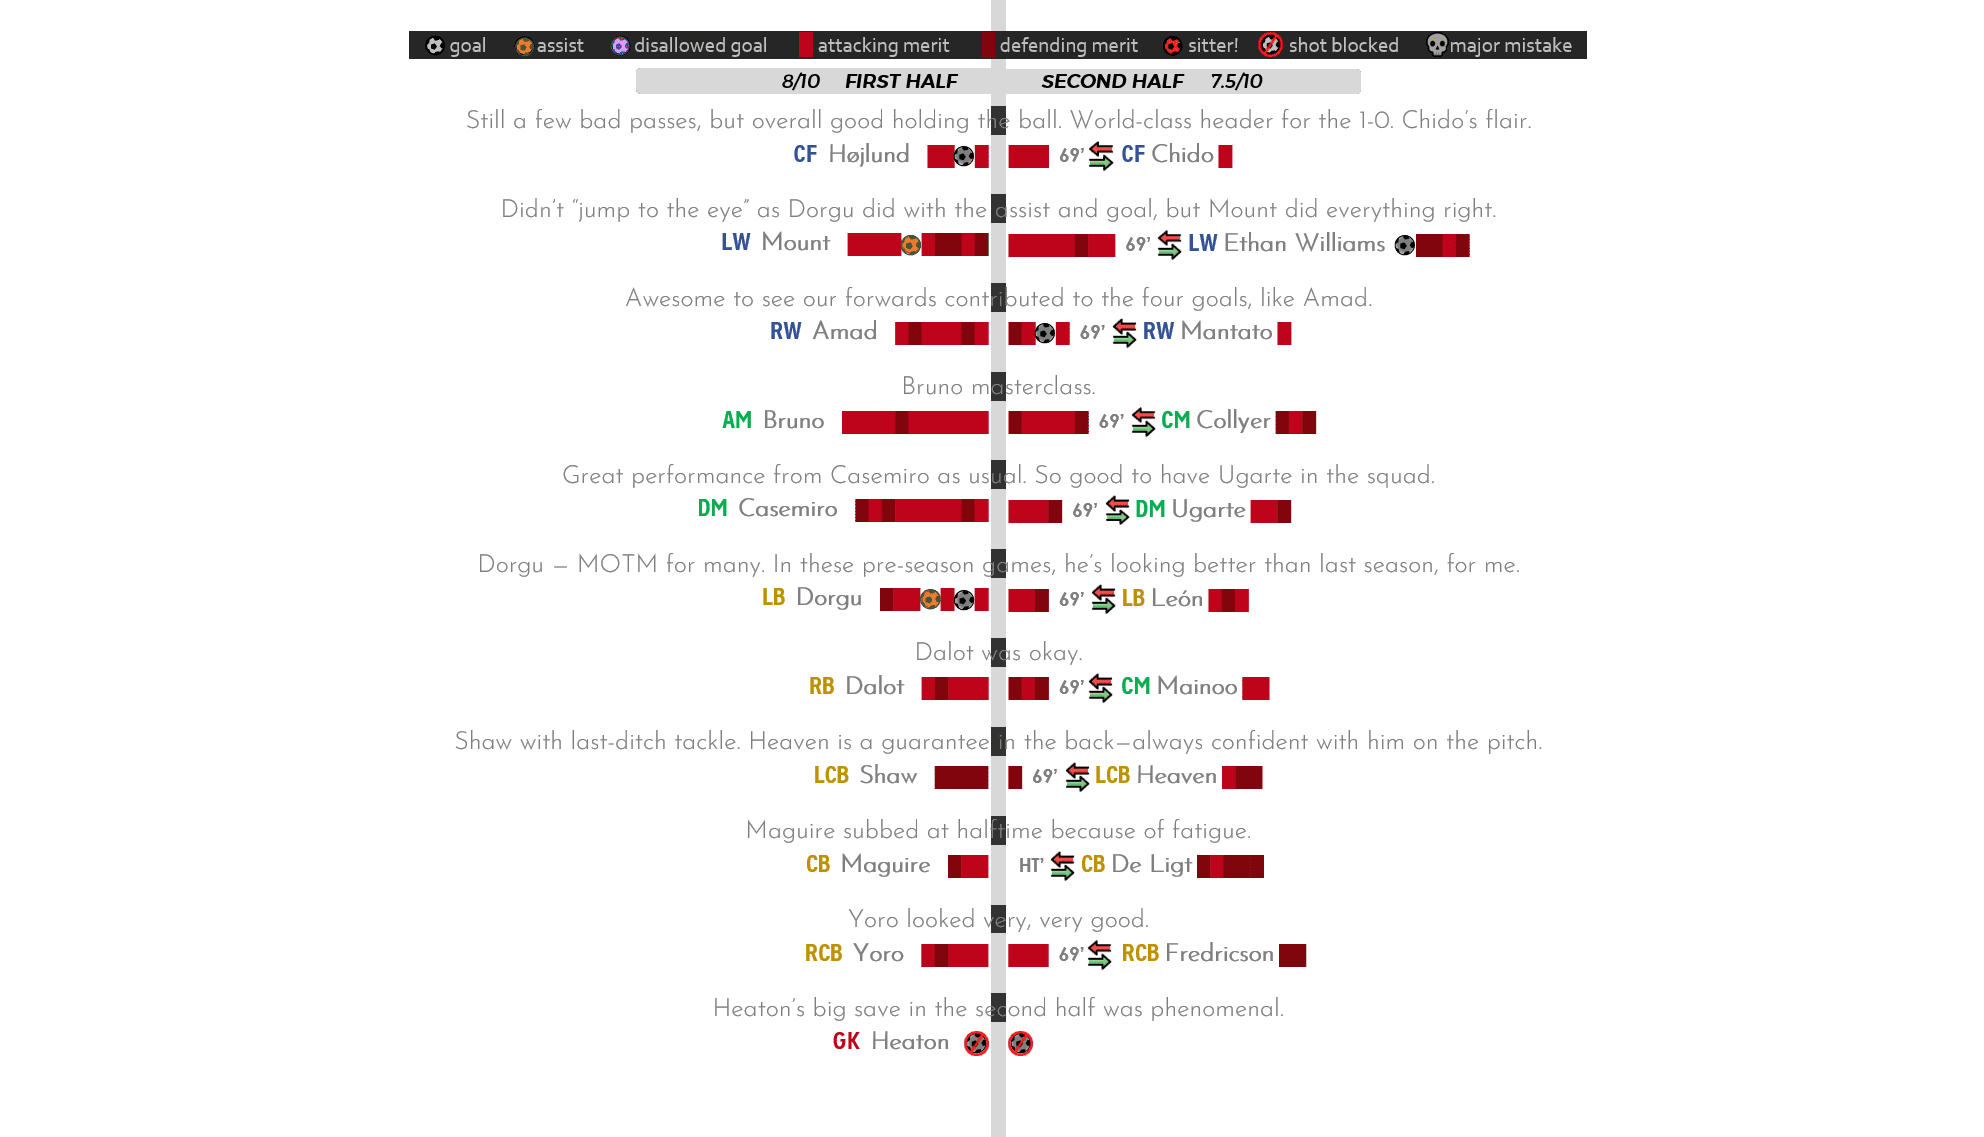 goal assist disallowed goal attacking merit defending merit sitter! shot blocked major mistake
8/10 FIRST HALF SECOND HALF 7.5/10
Still a few bad passes, but overall good holding the ball. World-class header for the 1-0. Chido’s flair.
CF Højlund 69’ CF Chido
Didn’t “jump to the eye” as Dorgu did with the assist and goal, but Mount did everything right.
LW Mount 69’ LW Ethan Williams
Awesome to see our forwards contributed to the four goals, like Amad.
RW Amad 69’ RW Mantato
Bruno masterclass.
AM Bruno 69’ CM Collyer
Great performance from Casemiro as usual. So good to have Ugarte in the squad.
DM Casemiro 69’ DM Ugarte
Dorgu – MOTM for many. In these pre-season games, he’s looking better than last season, for me.
LB Dorgu 69’ LB León
Dalot was okay.
RB Dalot 69’ CM Mainoo
Shaw with last-ditch tackle. Heaven is a guarantee in the back—always confident with him on the pitch.
LCB Shaw 69’ LCB Heaven
Maguire subbed at halftime because of fatigue.
CB Maguire HT’ CB De Ligt
Yoro looked very, very good.
RCB Yoro 69’ RCB Fredricson
Heaton’s big save in the second half was phenomenal.
GK Heaton